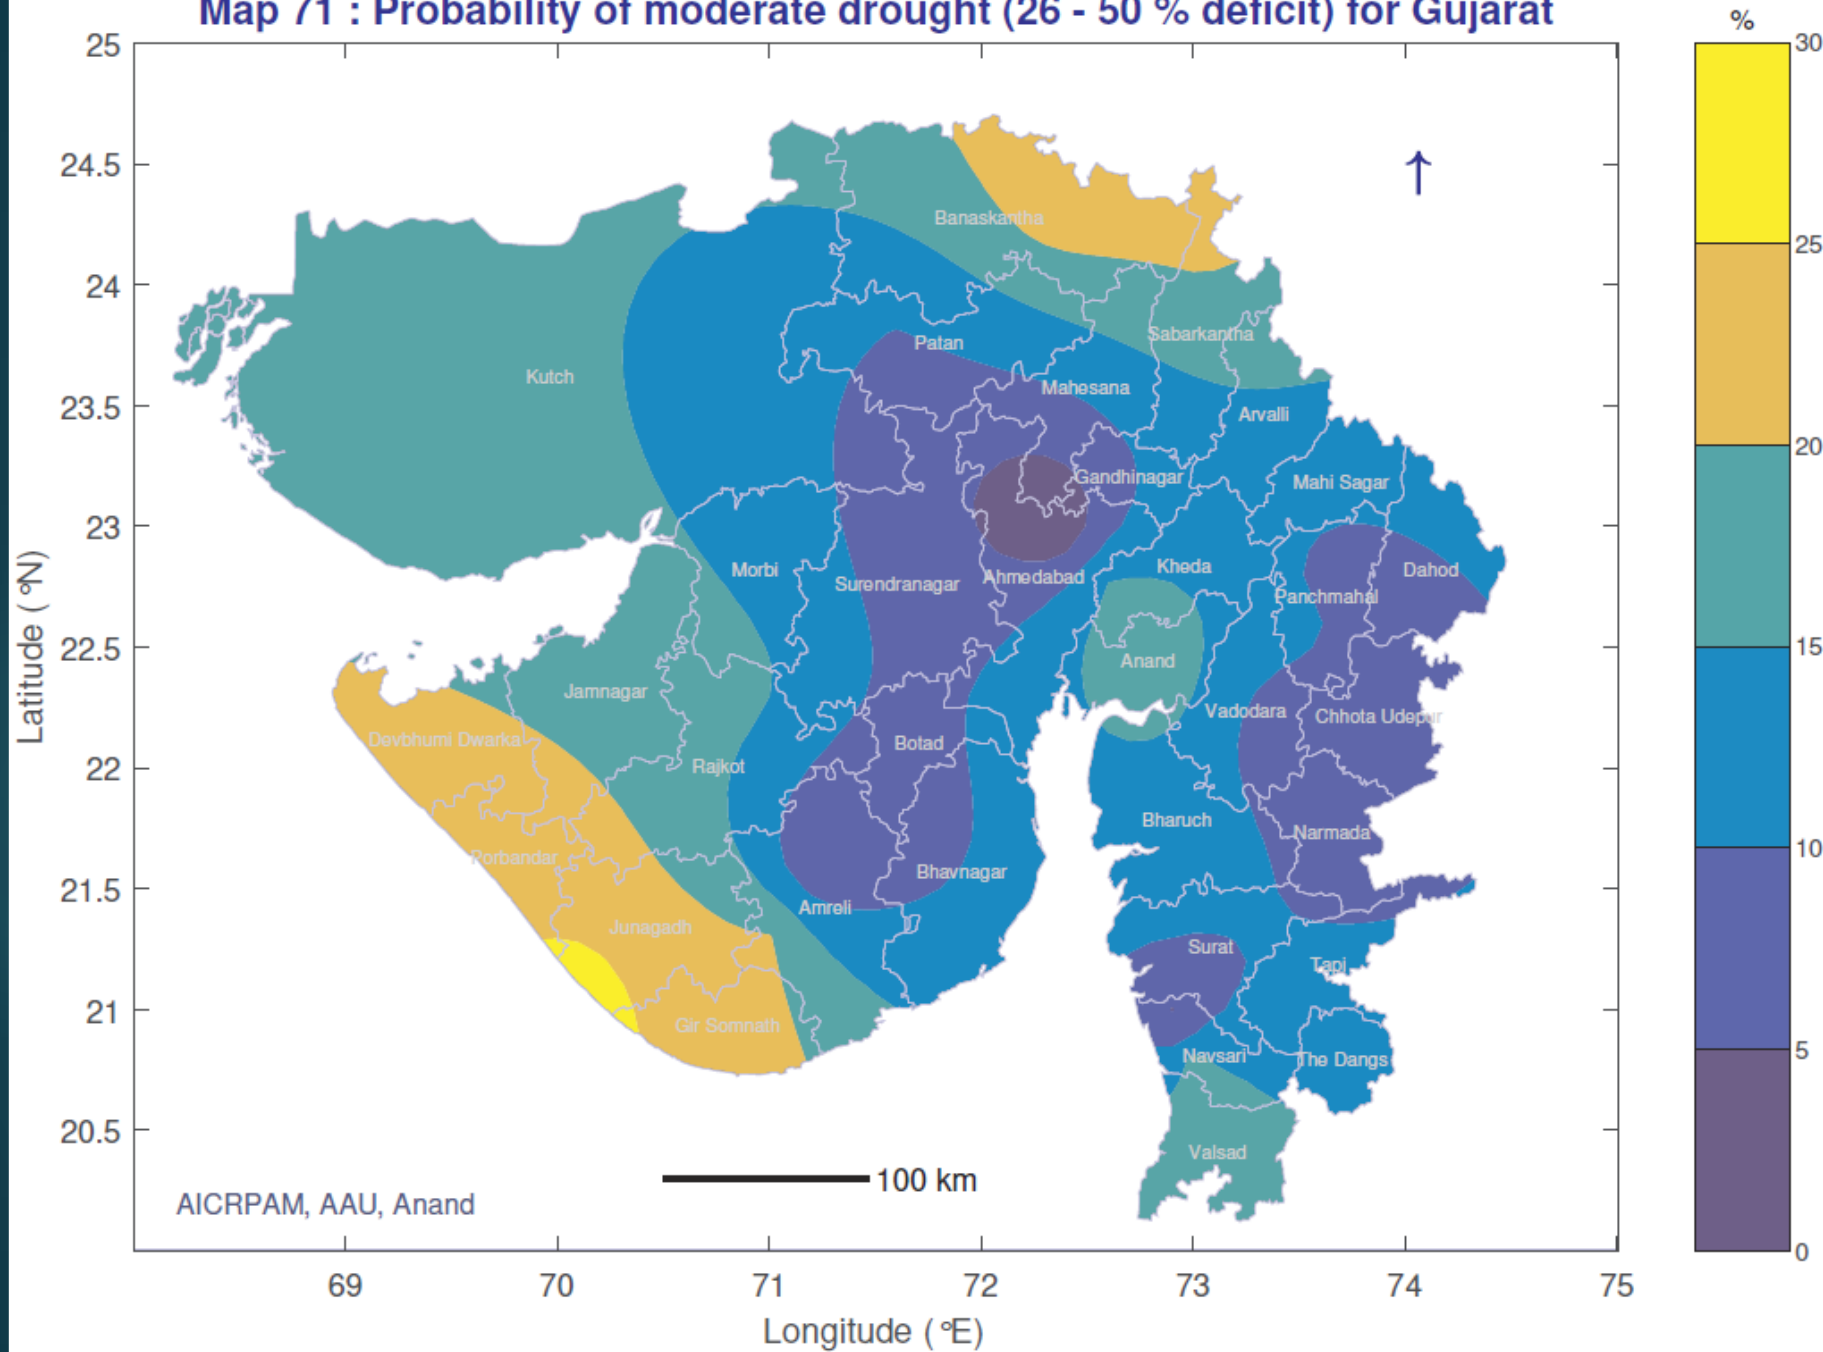 Map 71 : Probability of moderate drought (26 - 50 % deficit) for Gujarat
%
30
25
20
15
10
5
0
25
24.5
24
23.5
23
22.5
22
21.5
21
20.5
Latitude ( °N)
69
70
71
72
73
74
75
Longitude ( °E)
↑
Banaskantha
Sabarkantha
Patan
Kutch
Mahesana
Arvalli
Gandhinagar
Mahi Sagar
Morbi
Surendranagar
Ahmedabad
Kheda
Dahod
Panchmahal
Anand
Jamnagar
Vadodara
Chhota Udepur
Devbhumi Dwarka
Botad
Rajkot
Bharuch
Narmada
Porbandar
Bhavnagar
Amreli
Junagadh
Surat
Tapi
Gir Somnath
Navsari
The Dangs
Valsad
100 km
AICRPAM, AAU, Anand